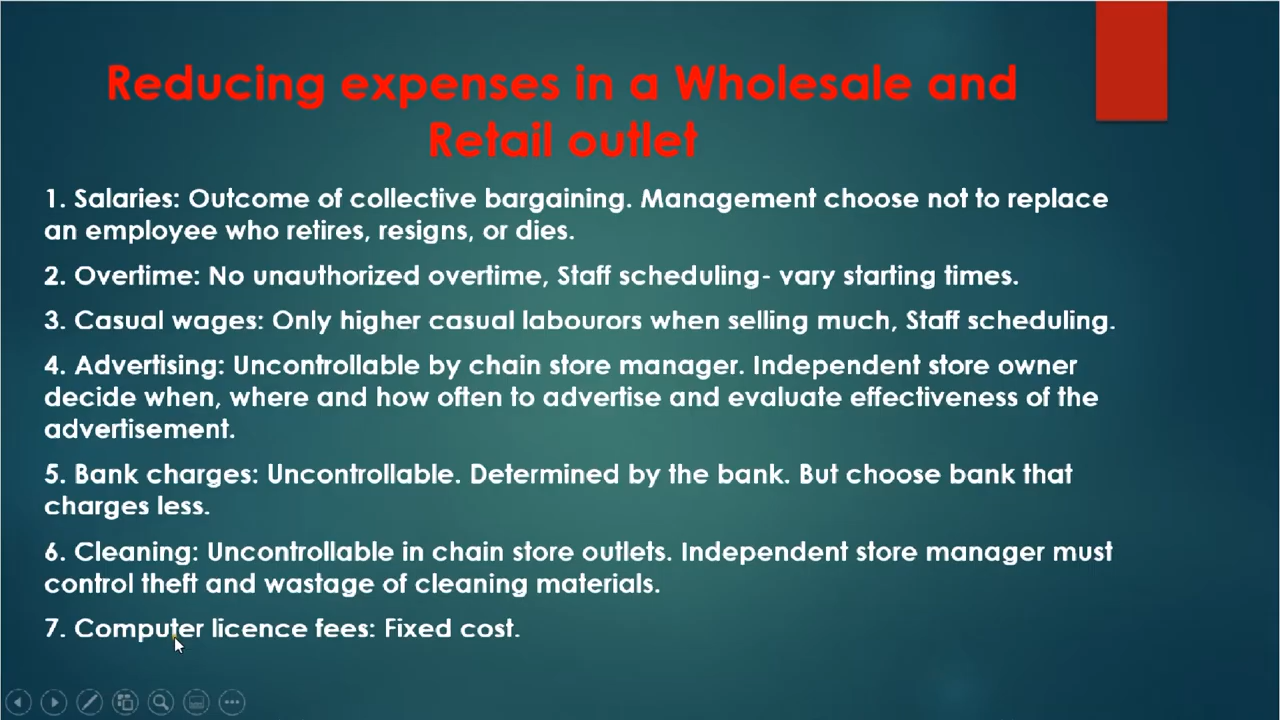 Reducing expenses in a Wholesale and
Retail outlet
1. Salaries: Outcome of collective bargaining. Management choose not to replace
an employee who retires, resigns, or dies.
2. Overtime: No unauthorized overtime, Staff scheduling- vary starting times.
3. Casual wages: Only higher casual labourors when selling much, Staff scheduling.
4. Advertising: Uncontrollable by chain store manager. Independent store owner
decide when, where and how often to advertise and evaluate effectiveness of the
advertisement.
5. Bank charges: Uncontrollable. Determined by the bank. But choose bank that
charges less.
6. Cleaning: Uncontrollable in chain store outlets. Independent store manager must
control theft and wastage of cleaning materials.
7. Computer licence fees: Fixed cost.